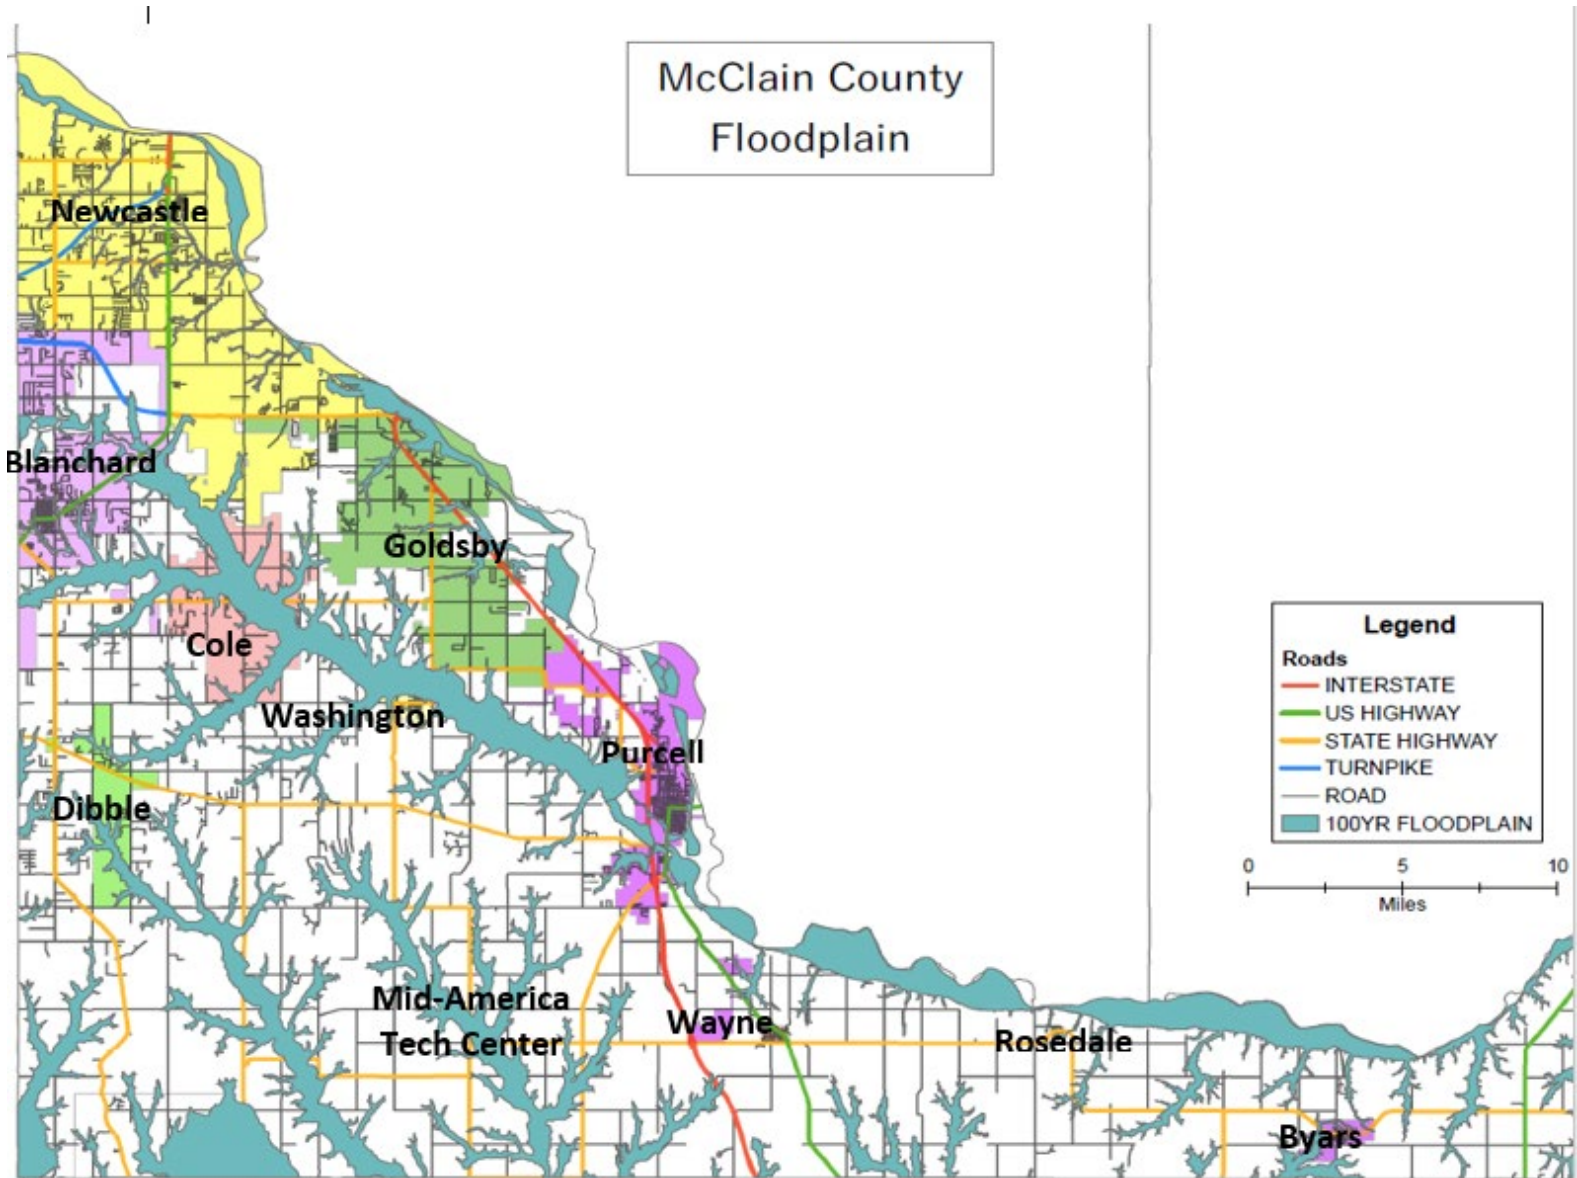 McClain County
Floodplain
Newcastle
Blanchard
Goldsby
Cole
Washington
Purcell
Dibble
Mid-America
Tech Center
Wayne
Rosedale
Byars
Legend
Roads
INTERSTATE
US HIGHWAY
STATE HIGHWAY
TURNPIKE
ROAD
100YR FLOODPLAIN
0 5 10
Miles